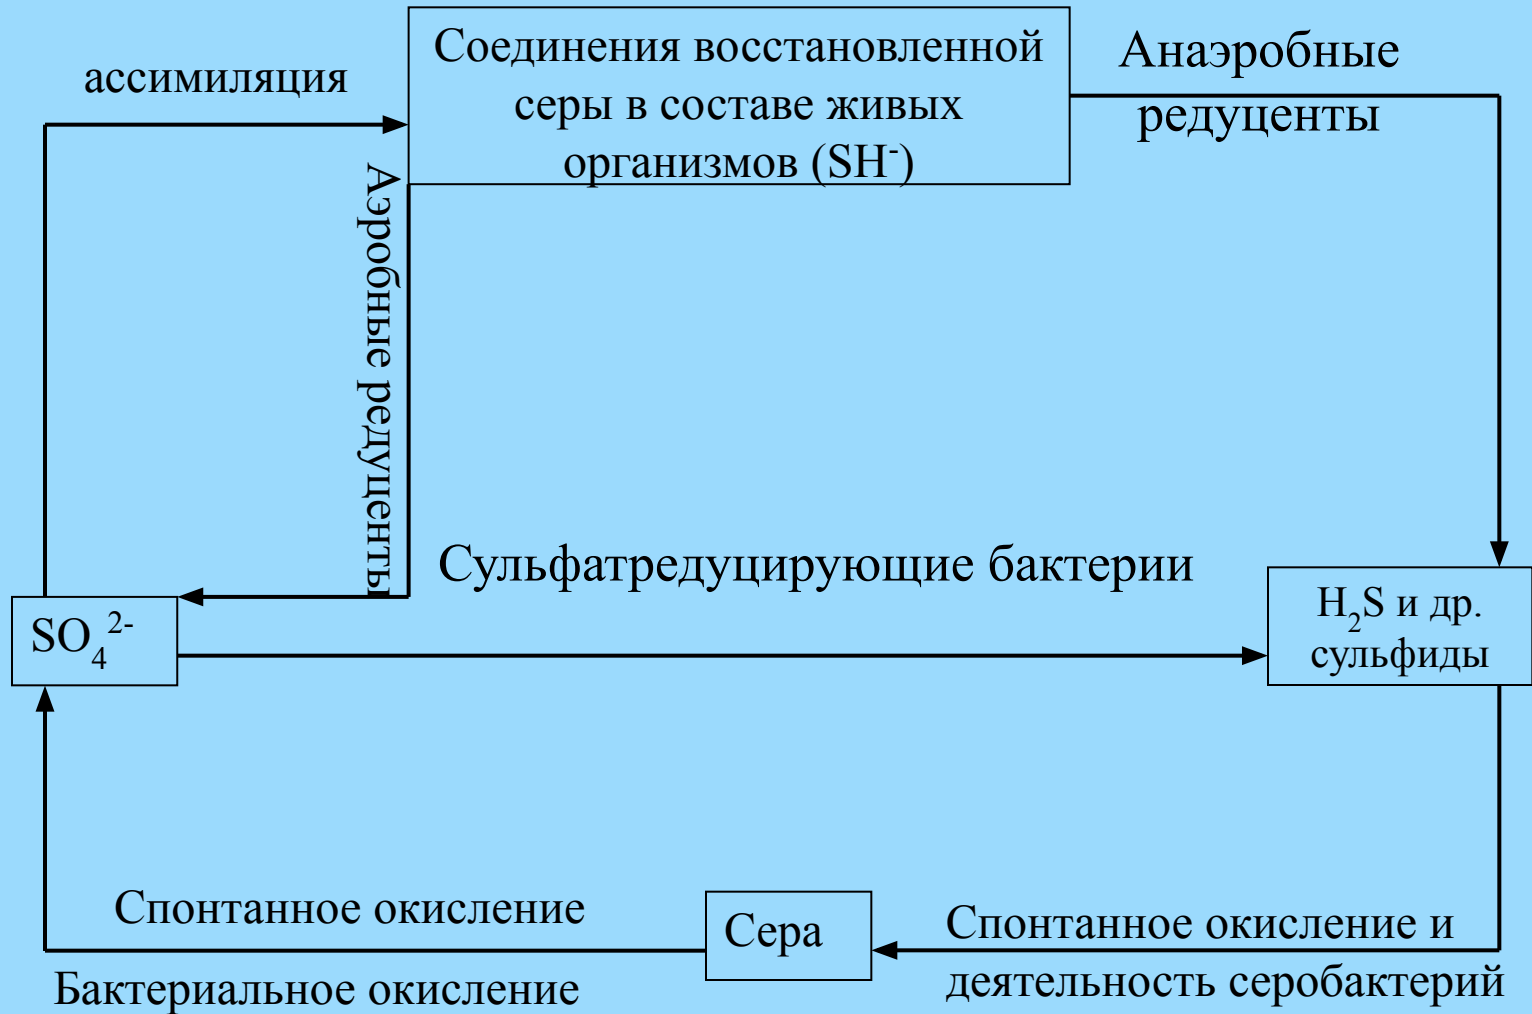 Соединения восстановленной
серы в составе живых
организмов (SH⁻)
ассимиляция
Анаэробные
редуценты
Аэробные редуценты
Сульфатредуцирующие бактерии
SO₄²⁻
H₂S и др.
сульфиды
Спонтанное окисление
Бактериальное окисление
Сера
Спонтанное окисление и
деятельность серобактерий